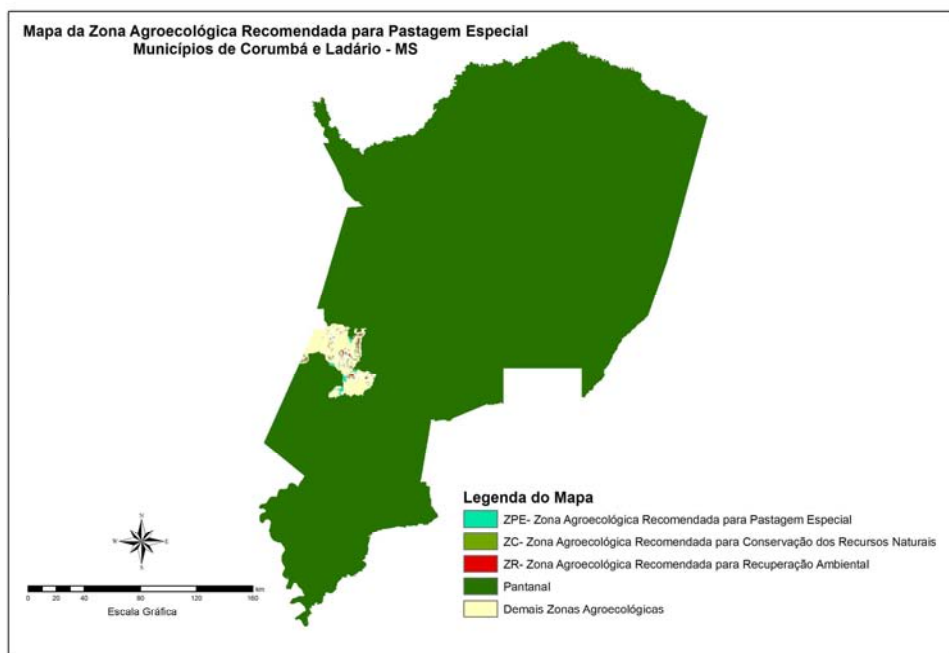 Mapa da Zona Agroecológica Recomendada para Pastagem Especial
Municípios de Corumbá e Ladário - MS
Legenda do Mapa
ZPE- Zona Agroecológica Recomendada para Pastagem Especial
ZC- Zona Agroecológica Recomendada para Conservação dos Recursos Naturais
ZR- Zona Agroecológica Recomendada para Recuperação Ambiental
Pantanal
Demais Zonas Agroecológicas
N
W E
S
km
0 20 40 80 120 160
Escala Gráfica